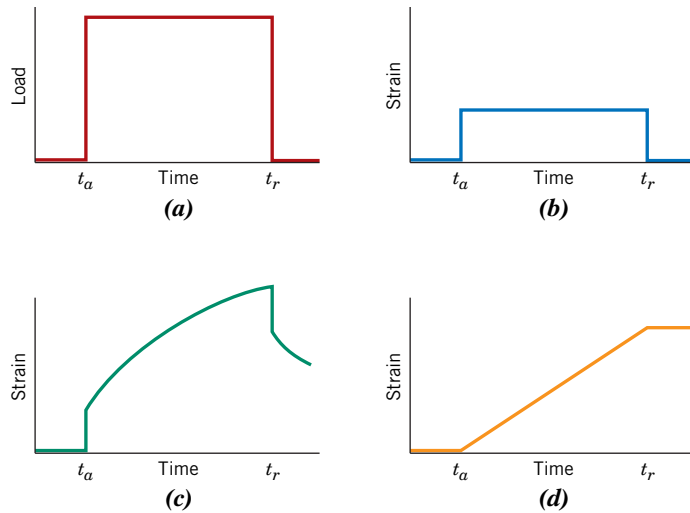 Load
t_a Time t_r
(a)
Strain
t_a Time t_r
(b)
Strain
t_a Time t_r
(c)
Strain
t_a Time t_r
(d)